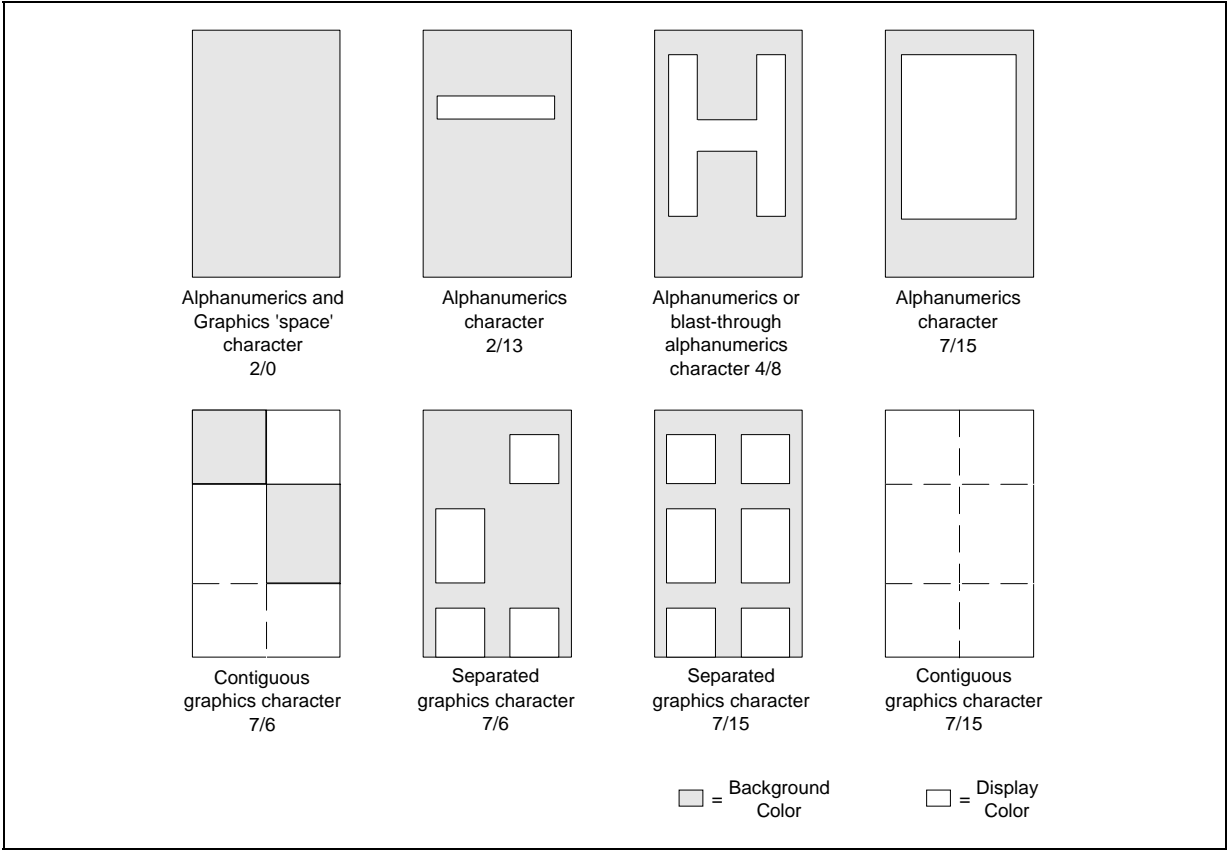 Alphanumerics and
Graphics 'space'
character
2/0
Alphanumerics
character
2/13
Alphanumerics or
blast-through
alphanumerics
character 4/8
Alphanumerics
character
7/15
Contiguous
graphics character
7/6
Separated
graphics character
7/6
Separated
graphics character
7/15
Contiguous
graphics character
7/15
= Background
Color
= Display
Color